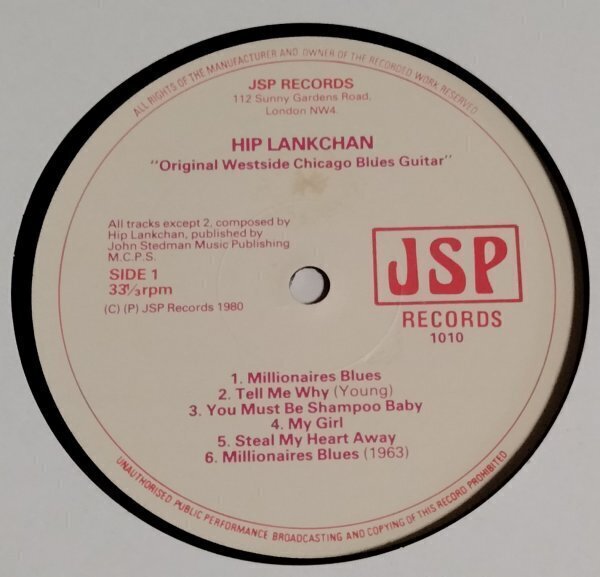 ALL RIGHTS OF THE MANUFACTURER AND OWNER OF THE RECORDED WORK RESERVED
JSP RECORDS
112 Sunny Gardens Road,
London NW4.
HIP LANKCHAN
"Original Westside Chicago Blues Guitar"
All tracks except 2, composed by
Hip Lankchan, published by
John Stedman Music Publishing
M.C.P.S.
SIDE 1
33⅓rpm
(C) (P) JSP Records 1980
JSP
RECORDS
1010
1. Millionaires Blues
2. Tell Me Why (Young)
3. You Must Be Shampoo Baby
4. My Girl
5. Steal My Heart Away
6. Millionaires Blues (1963)
UNAUTHORISED PUBLIC PERFORMANCE BROADCASTING AND COPYING OF THIS RECORD PROHIBITED